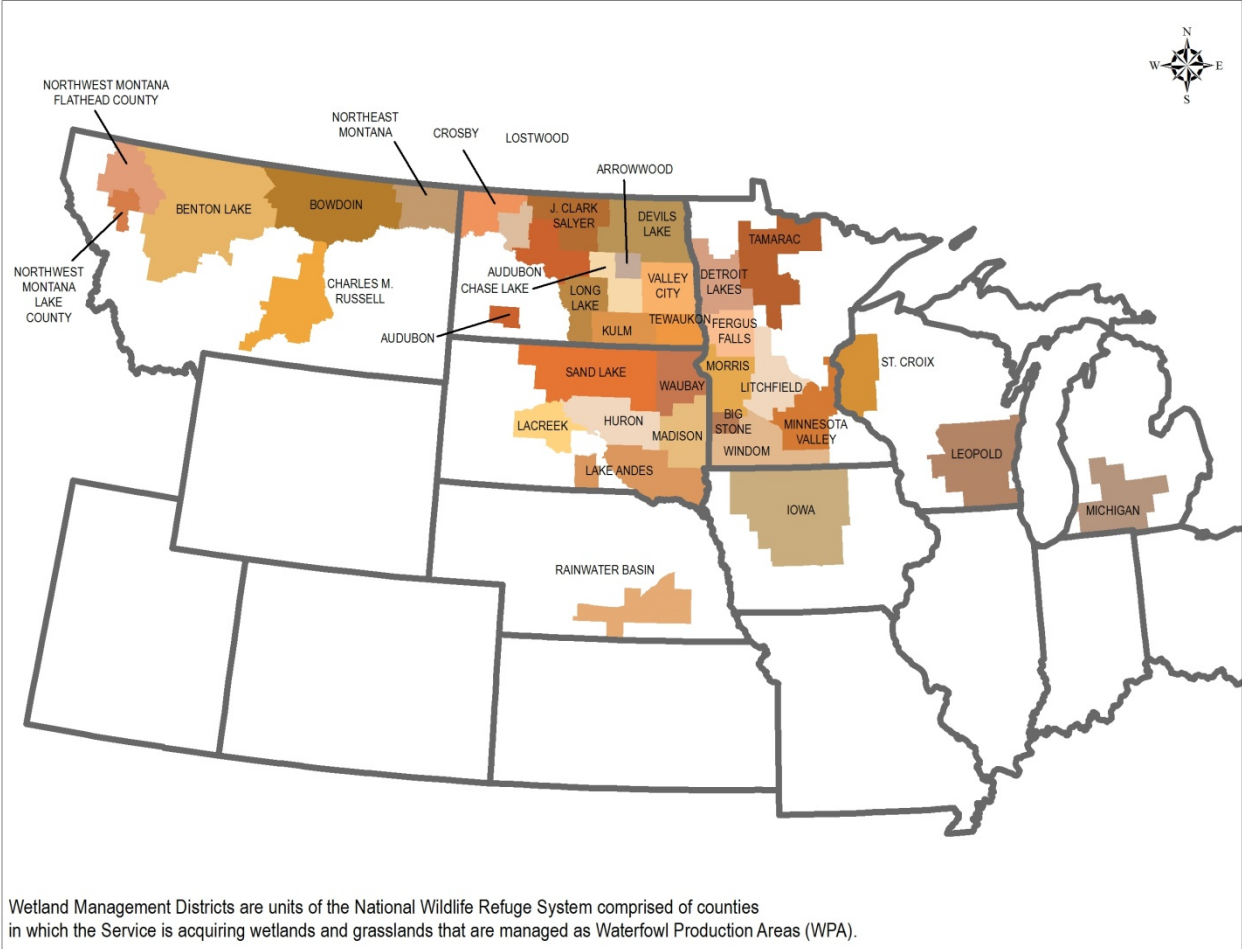 N
W E
S
NORTHWEST MONTANA
FLATHEAD COUNTY
NORTHEAST
MONTANA
CROSBY
LOSTWOOD
ARROWWOOD
BENTON LAKE
BOWDOIN
J. CLARK
SALYER
DEVILS
LAKE
TAMARAC
NORTHWEST
MONTANA
LAKE
COUNTY
CHARLES M.
RUSSELL
AUDUBON
CHASE LAKE
LONG
LAKE
VALLEY
CITY
DETROIT
LAKES
AUDUBON
KULM
TEWAUKON
FERGUS
FALLS
SAND LAKE
WAUBAY
MORRIS
LITCHFIELD
ST. CROIX
LACREEK
HURON
MADISON
BIG
STONE
MINNESOTA
VALLEY
WINDOM
LEOPOLD
LAKE ANDES
IOWA
MICHIGAN
RAINWATER BASIN
Wetland Management Districts are units of the National Wildlife Refuge System comprised of counties
in which the Service is acquiring wetlands and grasslands that are managed as Waterfowl Production Areas (WPA).